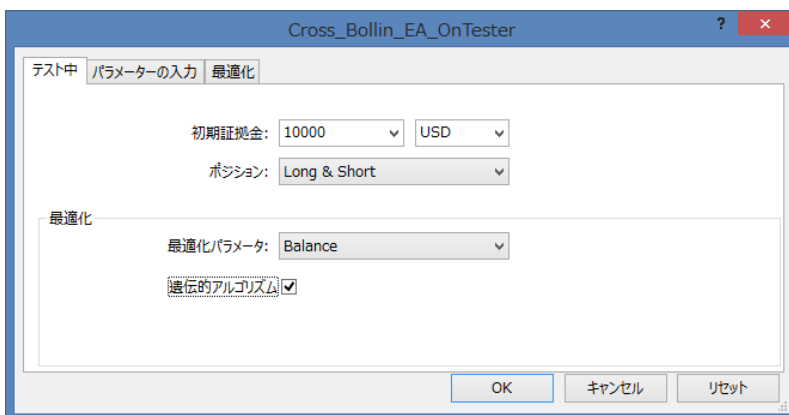 Cross_Bollin_EA_OnTester
? ×
テスト中 パラメーターの入力 最適化
初期証拠金: 10000 USD
ポジション: Long & Short
最適化
最適化パラメータ: Balance
遺伝的アルゴリズム
OK キャンセル リセット